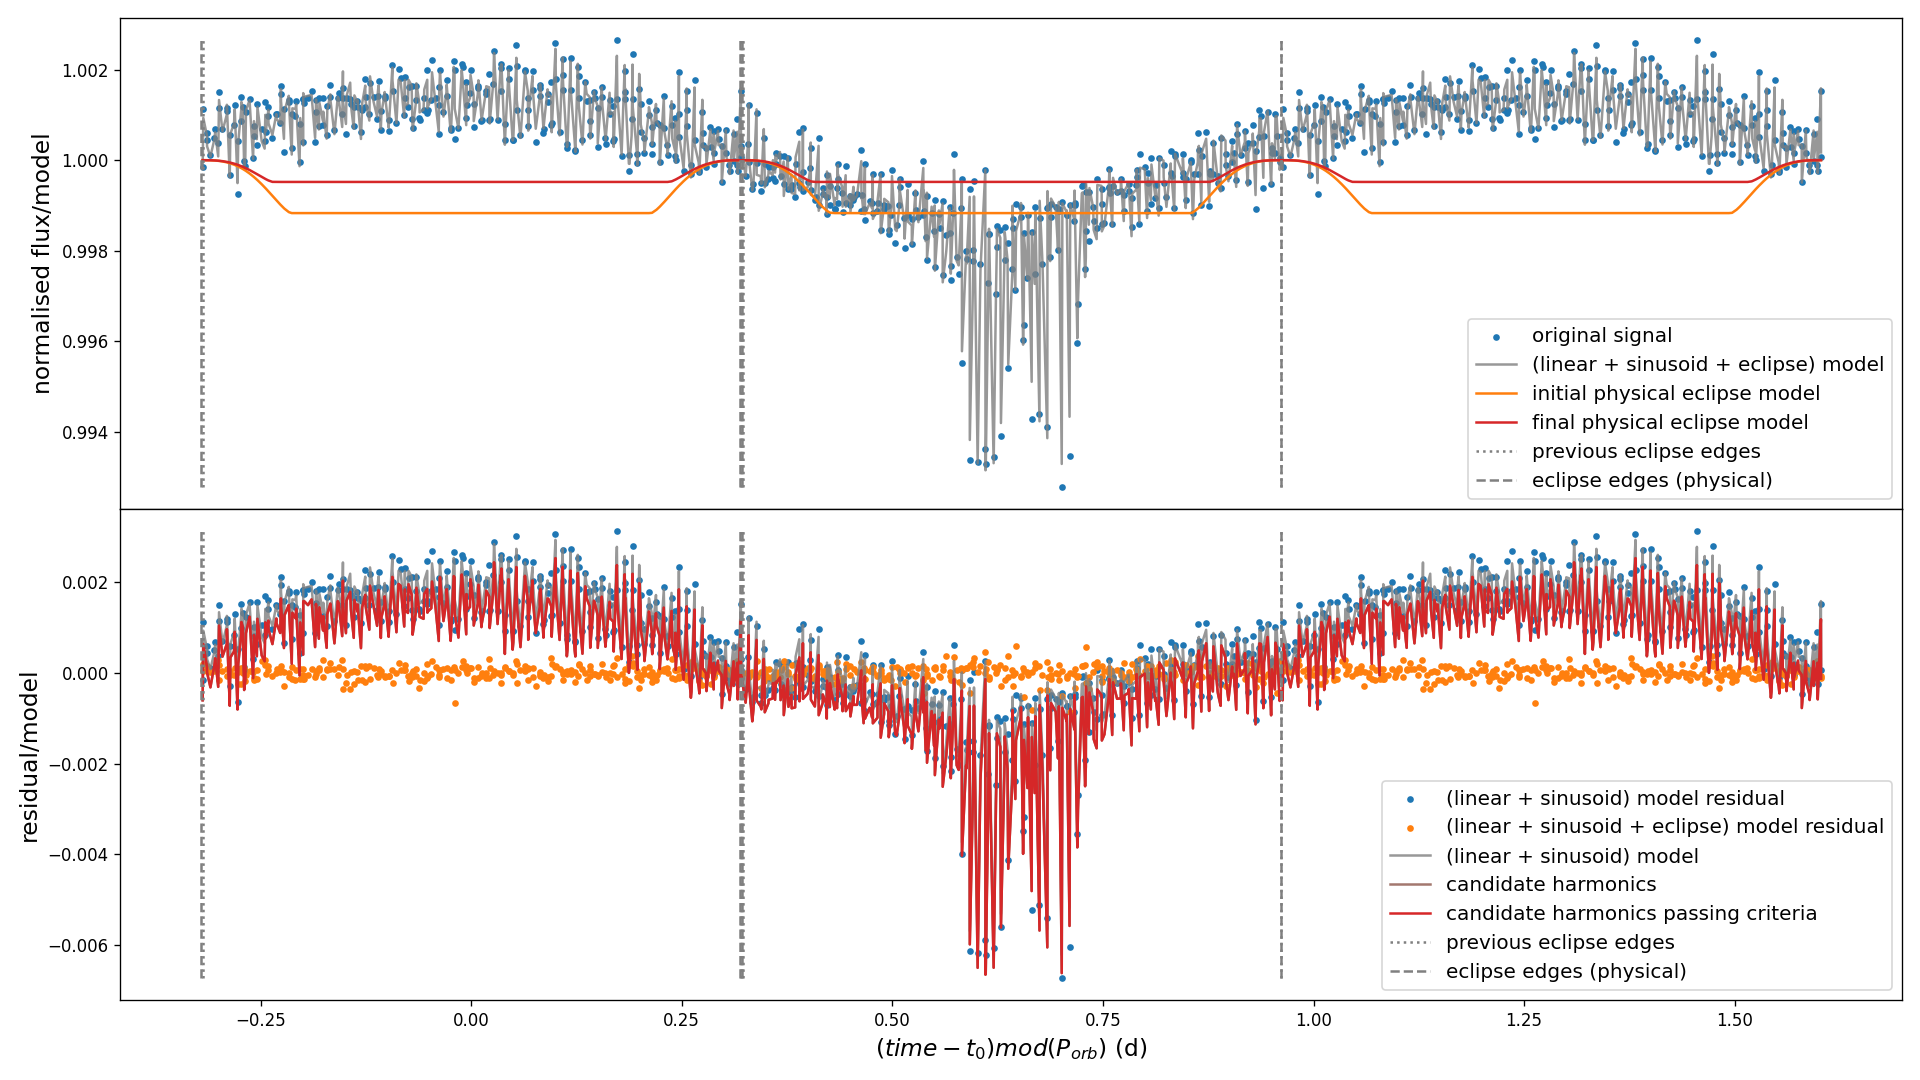 normalised flux/model
1.002
1.000
0.998
0.996
0.994
original signal
(linear + sinusoid + eclipse) model
initial physical eclipse model
final physical eclipse model
previous eclipse edges
eclipse edges (physical)
residual/model
0.002
0.000
−0.002
−0.004
−0.006
(linear + sinusoid) model residual
(linear + sinusoid + eclipse) model residual
(linear + sinusoid) model
candidate harmonics
candidate harmonics passing criteria
previous eclipse edges
eclipse edges (physical)
−0.25 0.00 0.25 0.50 0.75 1.00 1.25 1.50
(time − t₀)mod(P_orb) (d)